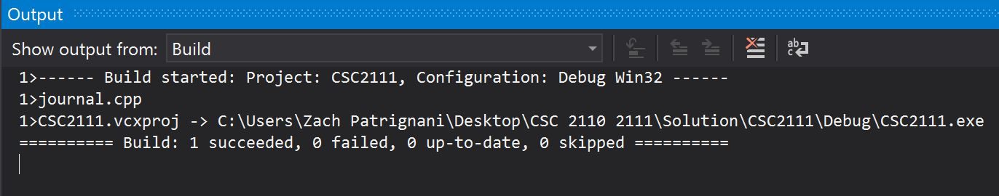 Output
Show output from: Build
1>------ Build started: Project: CSC2111, Configuration: Debug Win32 ------
1>journal.cpp
1>CSC2111.vcxproj -> C:\Users\Zach Patrignani\Desktop\CSC 2110 2111\Solution\CSC2111\Debug\CSC2111.exe
========== Build: 1 succeeded, 0 failed, 0 up-to-date, 0 skipped ==========